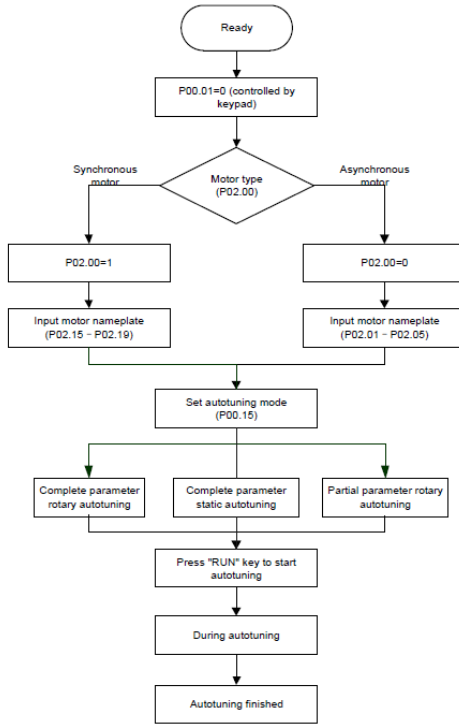 Ready
P00.01=0 (controlled by
keypad)
Synchronous
motor
Motor type
(P02.00)
Asynchronous
motor
P02.00=1
P02.00=0
Input motor nameplate
(P02.15－P02.19)
Input motor nameplate
(P02.01－P02.05)
Set autotuning mode
(P00.15)
Complete parameter
rotary autotuning
Complete parameter
static autotuning
Partial parameter rotary
autotuning
Press "RUN" key to start
autotuning
During autotuning
Autotuning finished